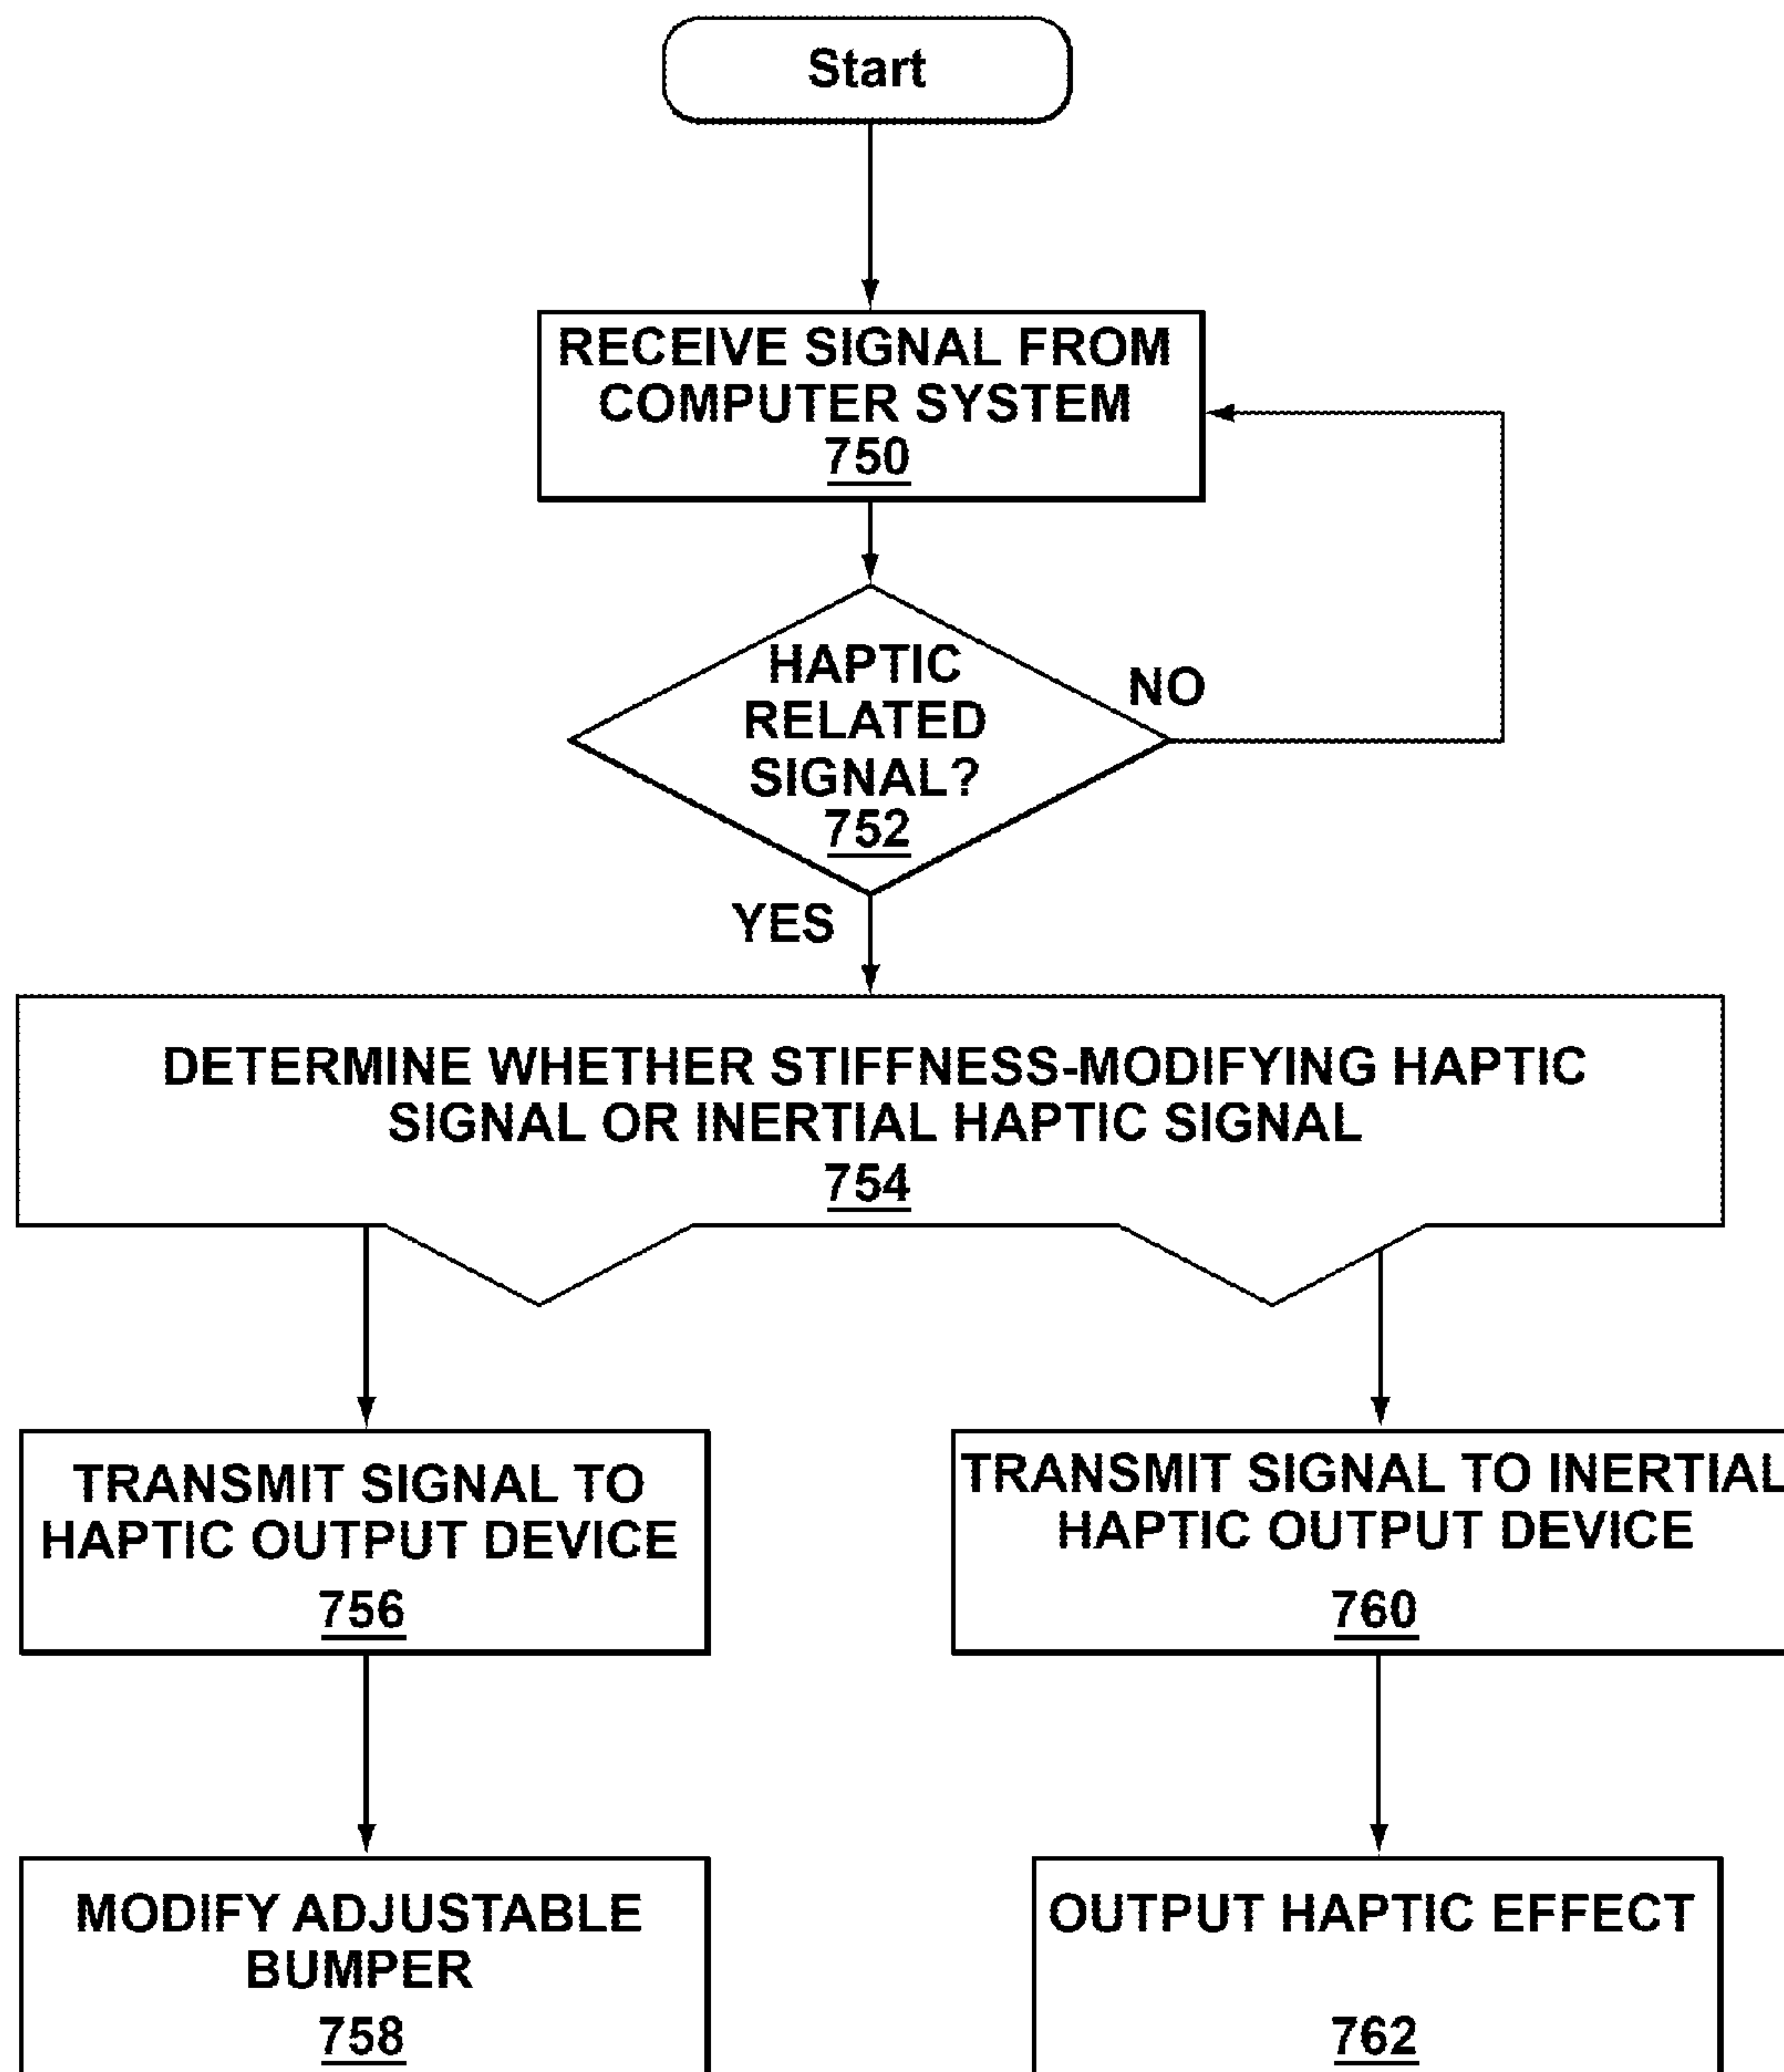 Start
RECEIVE SIGNAL FROM
COMPUTER SYSTEM
750
HAPTIC
RELATED
SIGNAL?
752
NO
YES
DETERMINE WHETHER STIFFNESS-MODIFYING HAPTIC
SIGNAL OR INERTIAL HAPTIC SIGNAL
754
TRANSMIT SIGNAL TO
HAPTIC OUTPUT DEVICE
756
TRANSMIT SIGNAL TO INERTIAL
HAPTIC OUTPUT DEVICE
760
MODIFY ADJUSTABLE
BUMPER
758
OUTPUT HAPTIC EFFECT
762